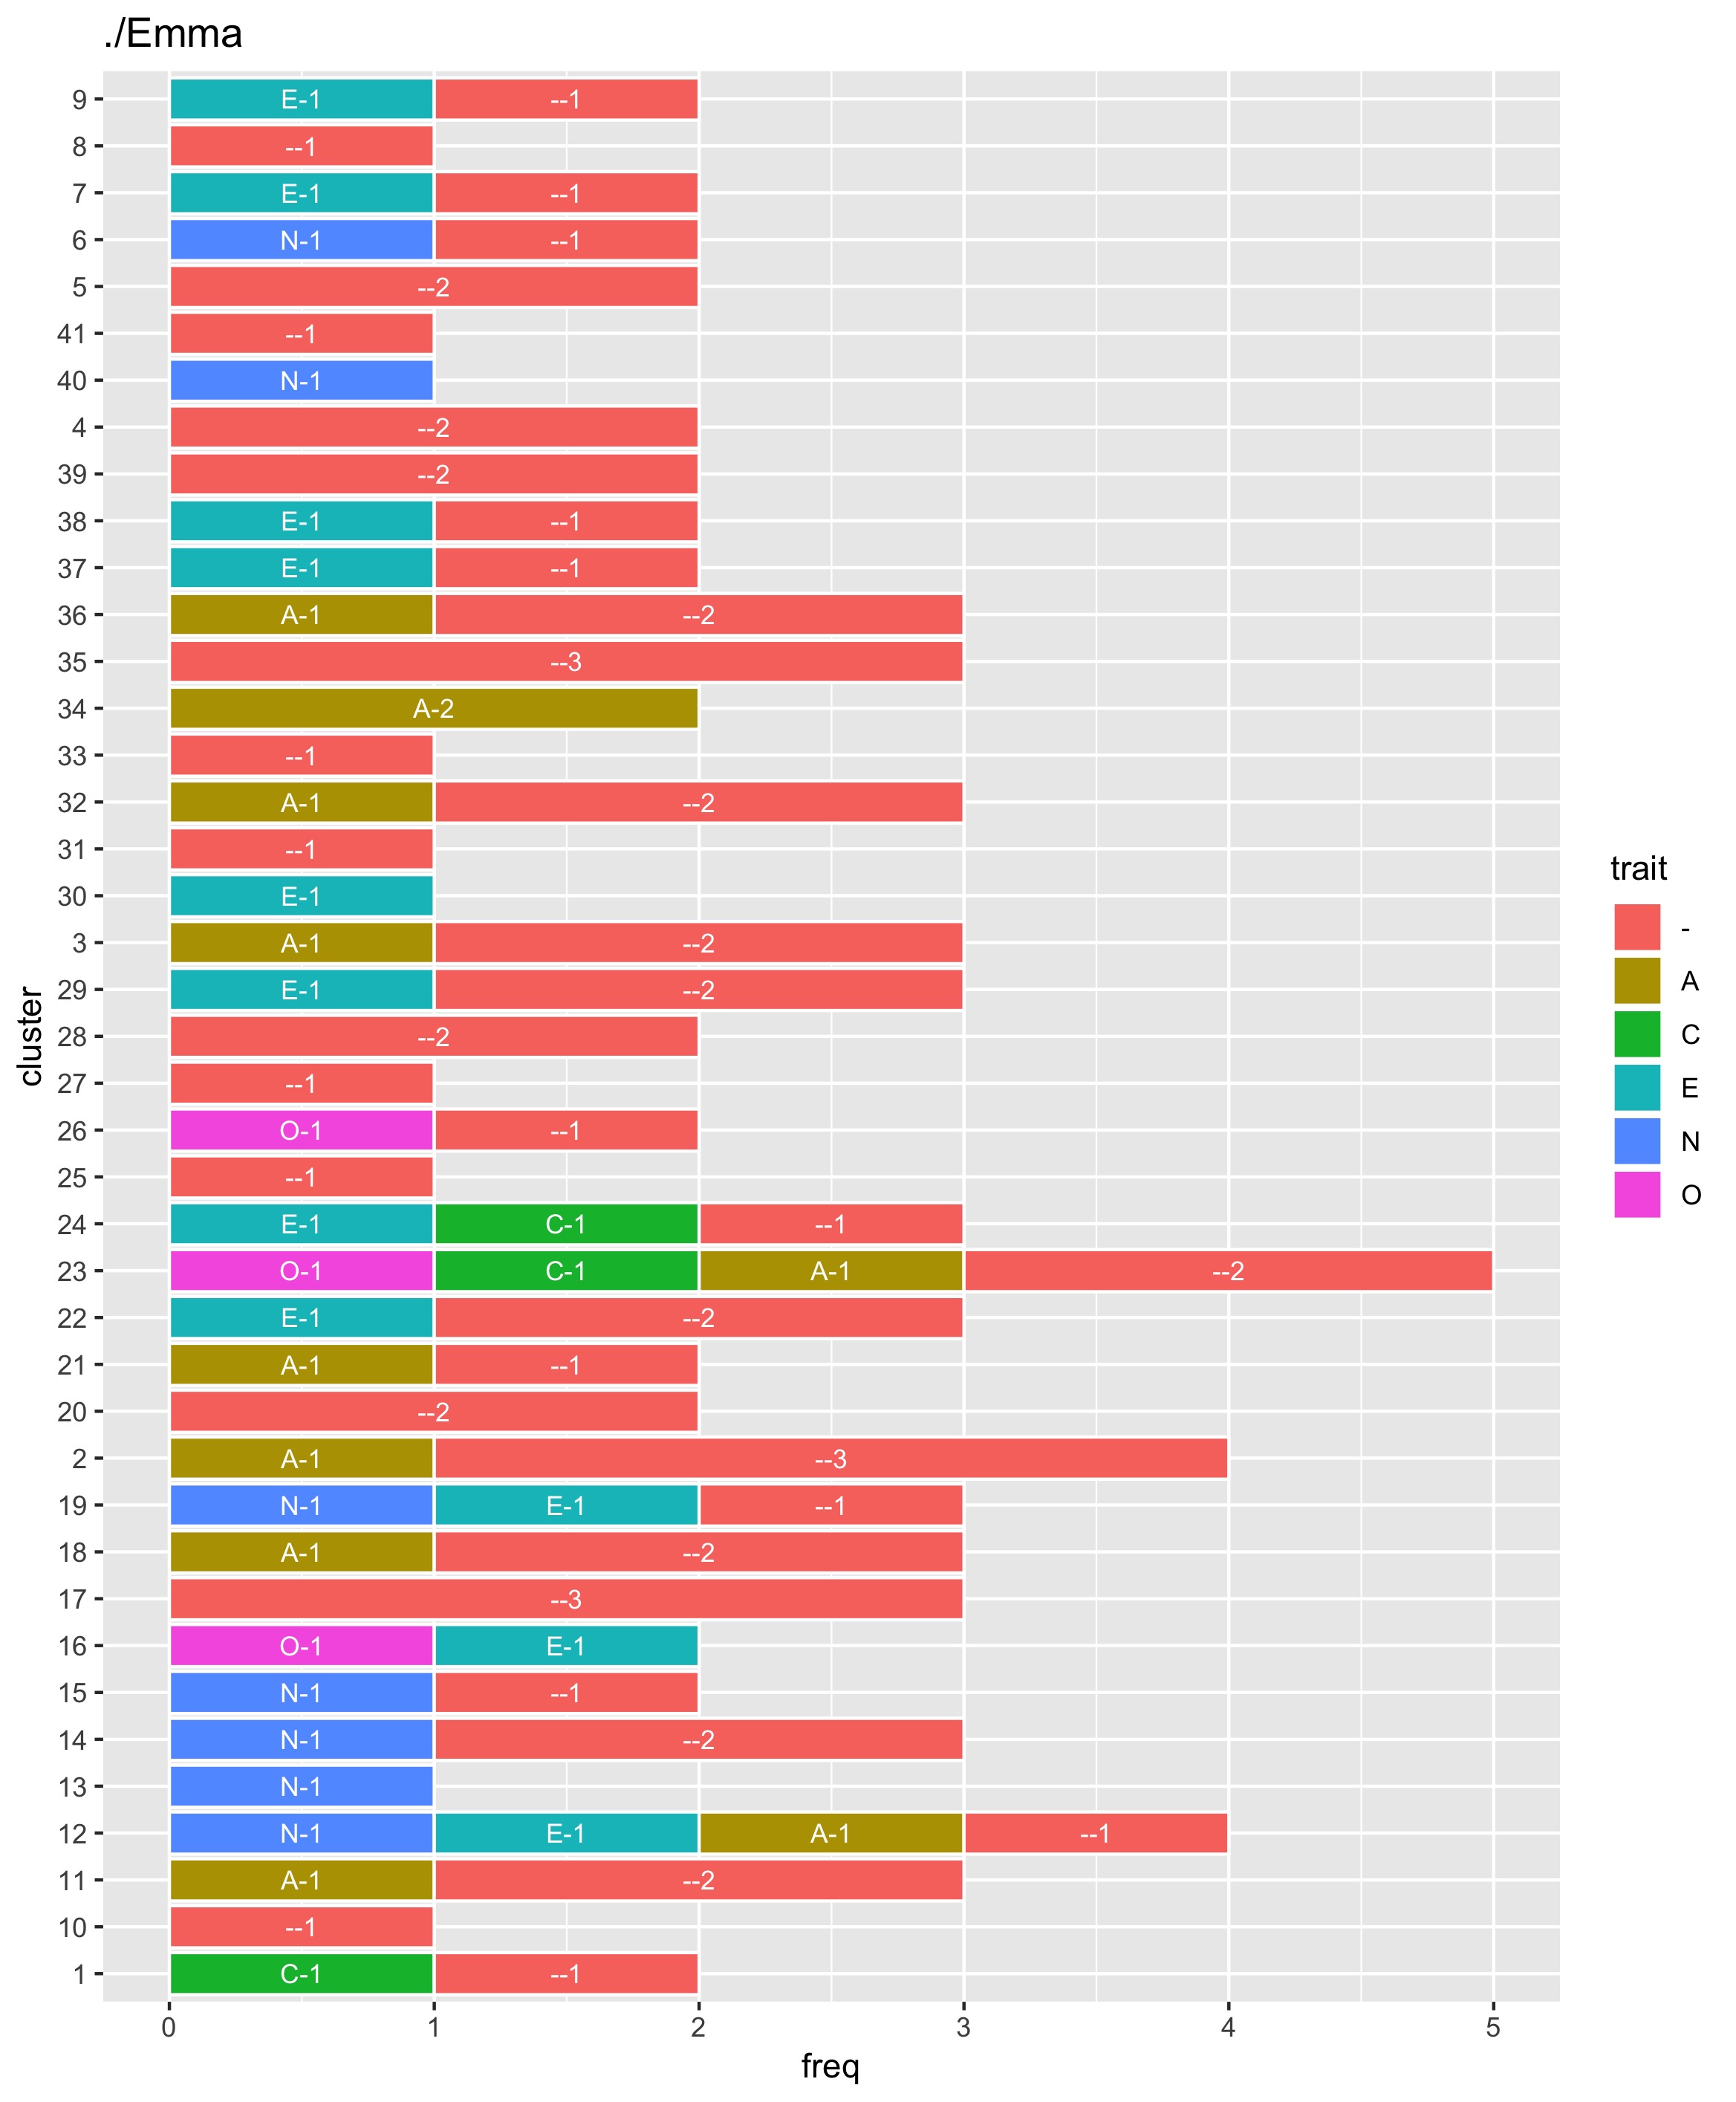 ./Emma
9 E-1 --1
8 --1
7 E-1 --1
6 N-1 --1
5 --2
41 --1
40 N-1
4 --2
39 --2
38 E-1 --1
37 E-1 --1
36 A-1 --2
35 --3
34 A-2
33 --1
32 A-1 --2
31 --1
30 E-1
3 A-1 --2
29 E-1 --2
28 --2
27 --1
26 O-1 --1
25 --1
24 E-1 C-1 --1
23 O-1 C-1 A-1 --2
22 E-1 --2
21 A-1 --1
20 --2
2 A-1 --3
19 N-1 E-1 --1
18 A-1 --2
17 --3
16 O-1 E-1
15 N-1 --1
14 N-1 --2
13 N-1
12 N-1 E-1 A-1 --1
11 A-1 --2
10 --1
1 C-1 --1
0 1 2 3 4 5
freq
cluster
trait
-
A
C
E
N
O